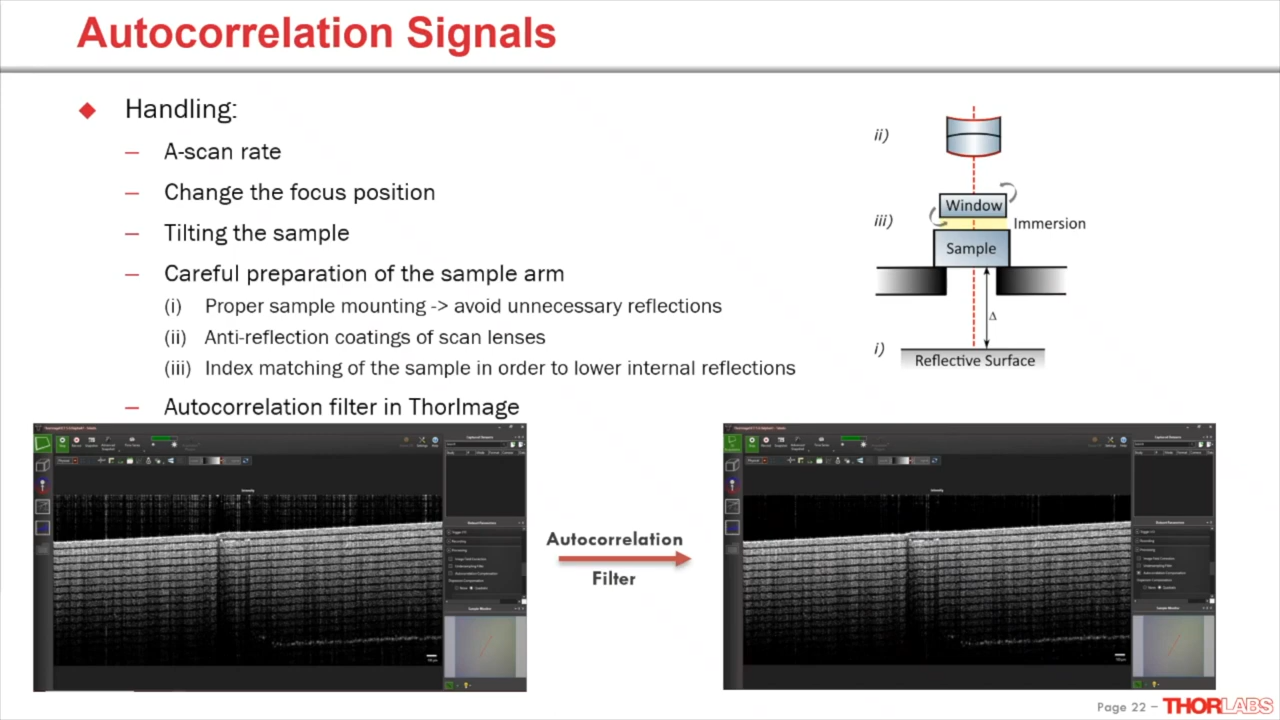 Autocorrelation Signals
Handling:
– A-scan rate
– Change the focus position
– Tilting the sample
– Careful preparation of the sample arm
(i) Proper sample mounting -> avoid unnecessary reflections
(ii) Anti-reflection coatings of scan lenses
(iii) Index matching of the sample in order to lower internal reflections
– Autocorrelation filter in ThorImage
ii)
Window
iii)
Immersion
Sample
Δ
i)
Reflective Surface
Autocorrelation
Filter
Page 22 – THORLABS